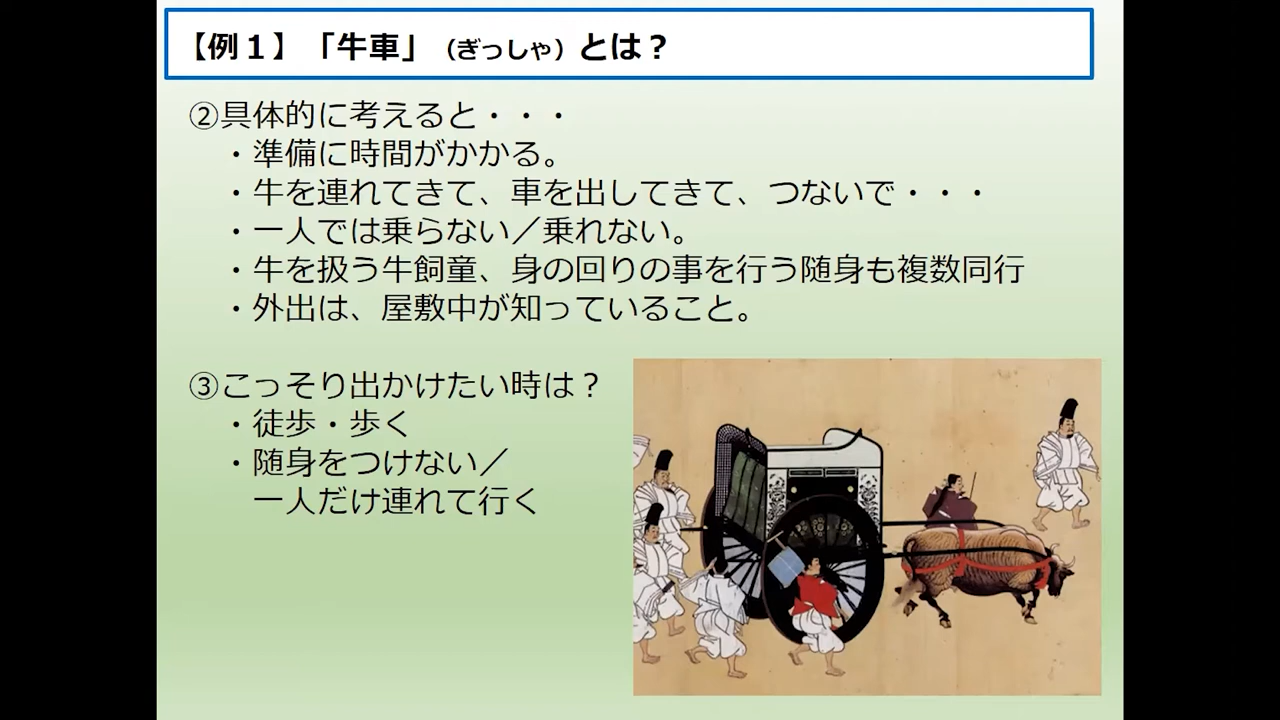 【例１】「牛車」（ぎっしゃ）とは？
②具体的に考えると・・・
・準備に時間がかかる。
・牛を連れてきて、車を出してきて、つないで・・・
・一人では乗らない／乗れない。
・牛を扱う牛飼童、身の回りの事を行う随身も複数同行
・外出は、屋敷中が知っていること。
③こっそり出かけたい時は？
・徒歩・歩く
・随身をつけない／
一人だけ連れて行く